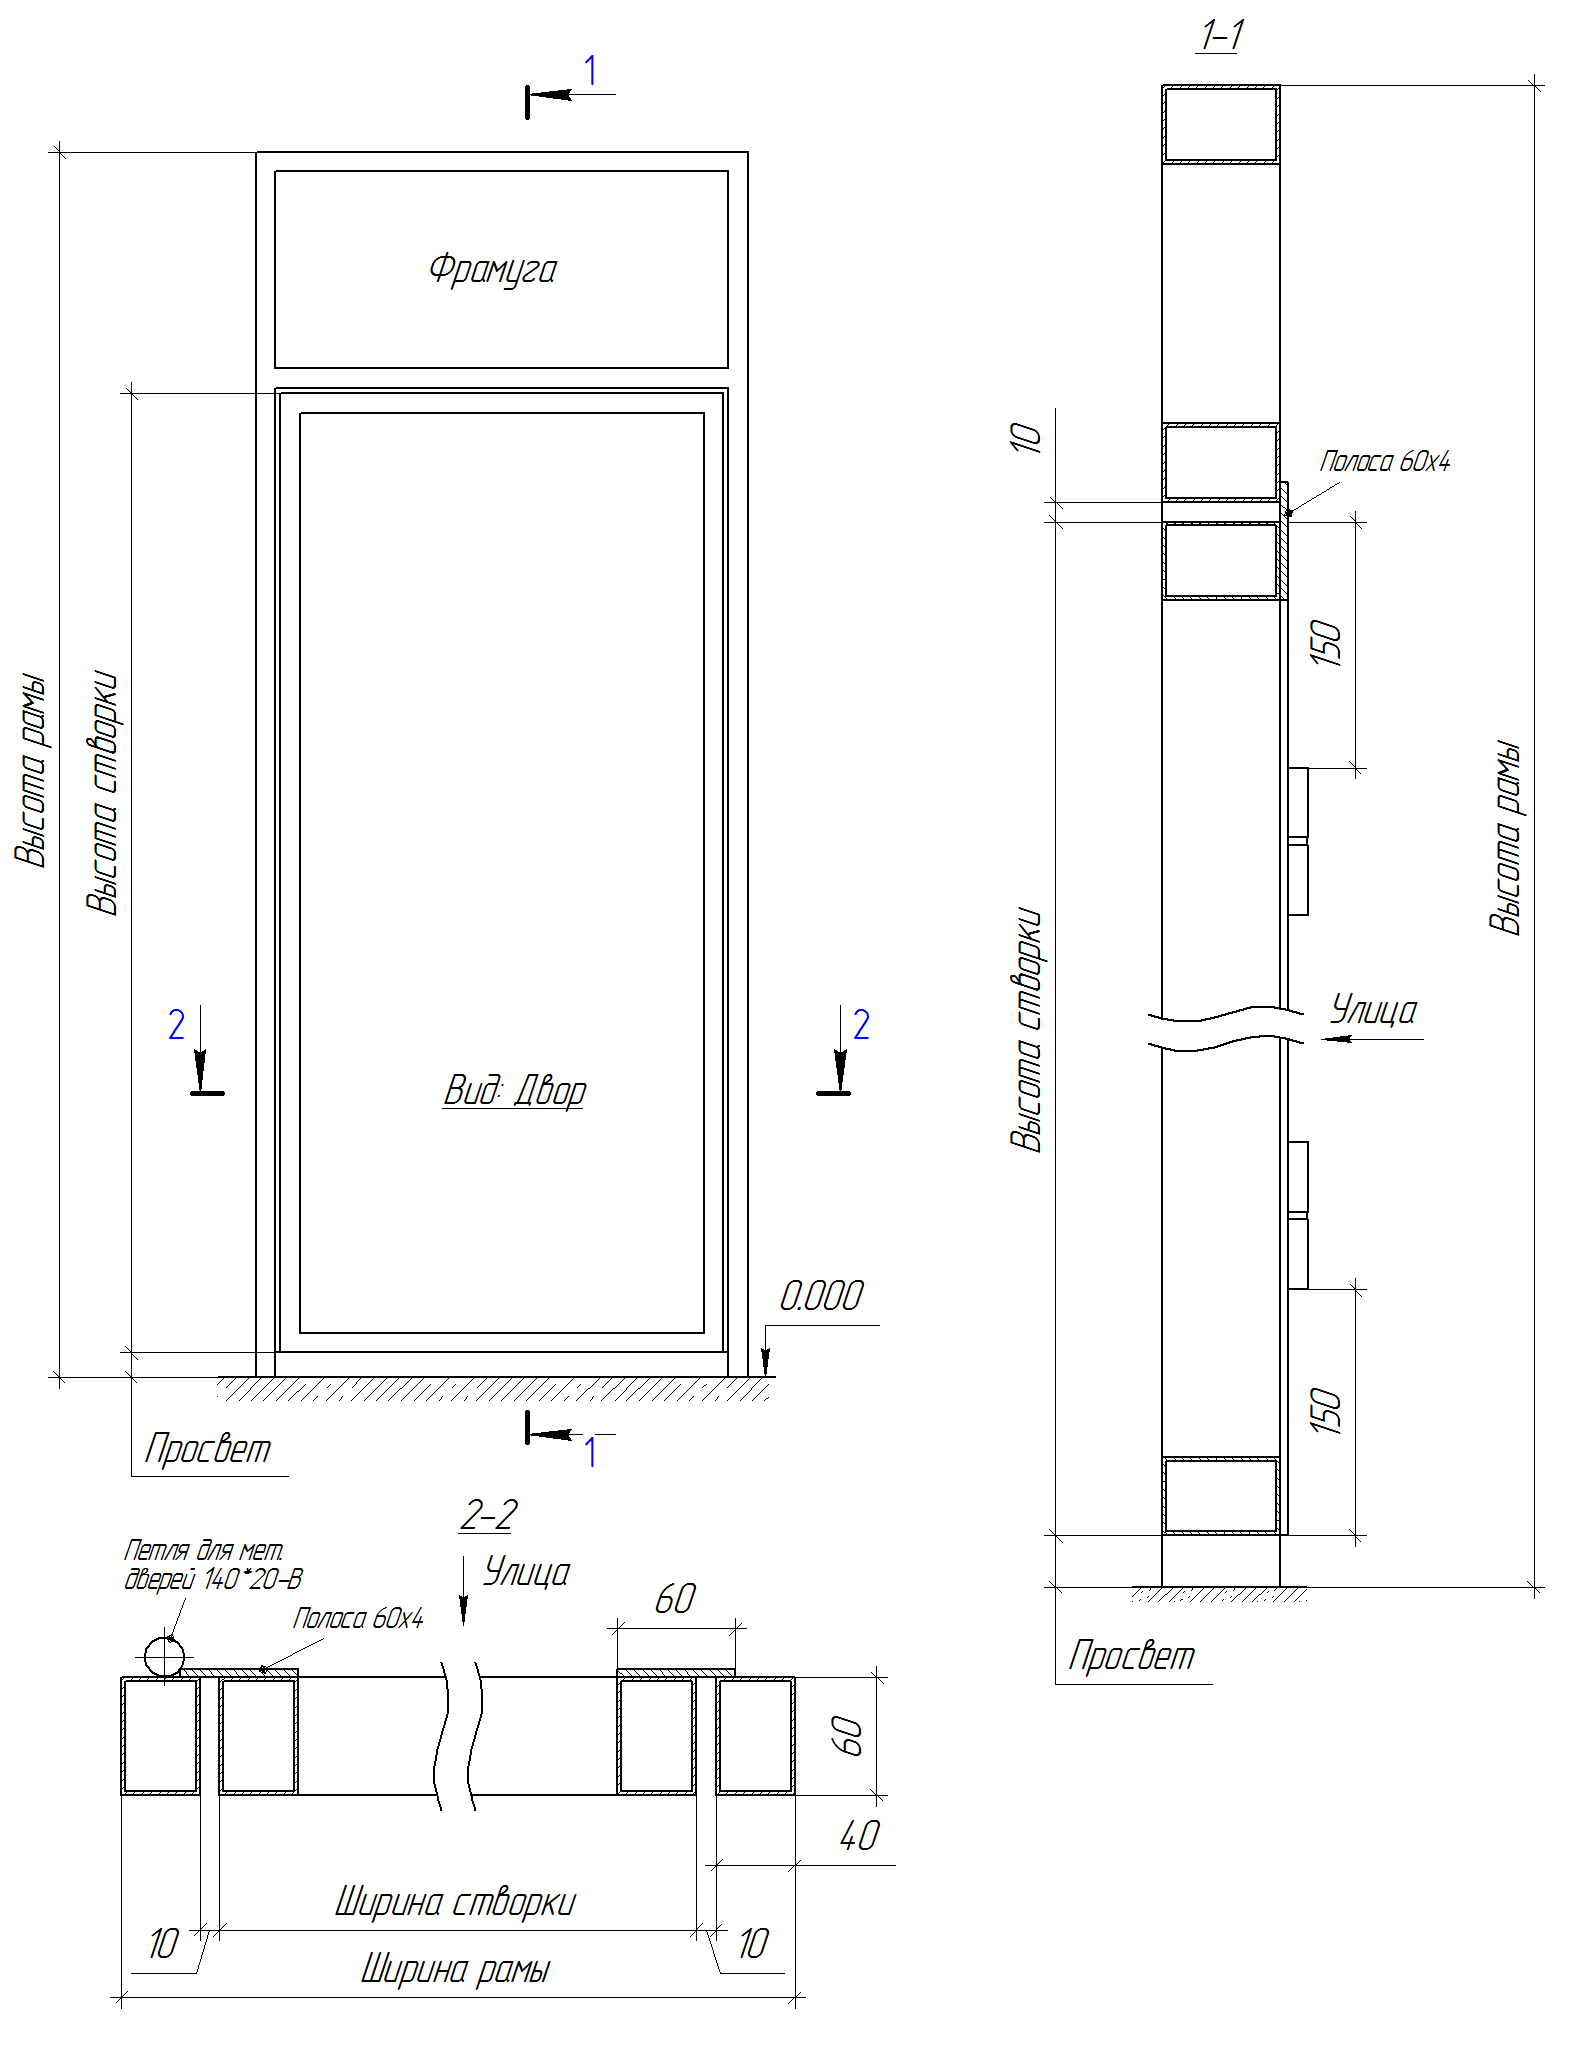 1
1-1
Фрамуга
10
Полоса 60х4
150
Высота рамы
Высота створки
Высота рамы
Высота створки
Улица
2
2
Вид: Двор
0.000
150
Просвет
1
2-2
Улица
Петля для мет.
дверей 140*20-В
Полоса 60х4
60
Просвет
60
40
Ширина створки
10
10
Ширина рамы